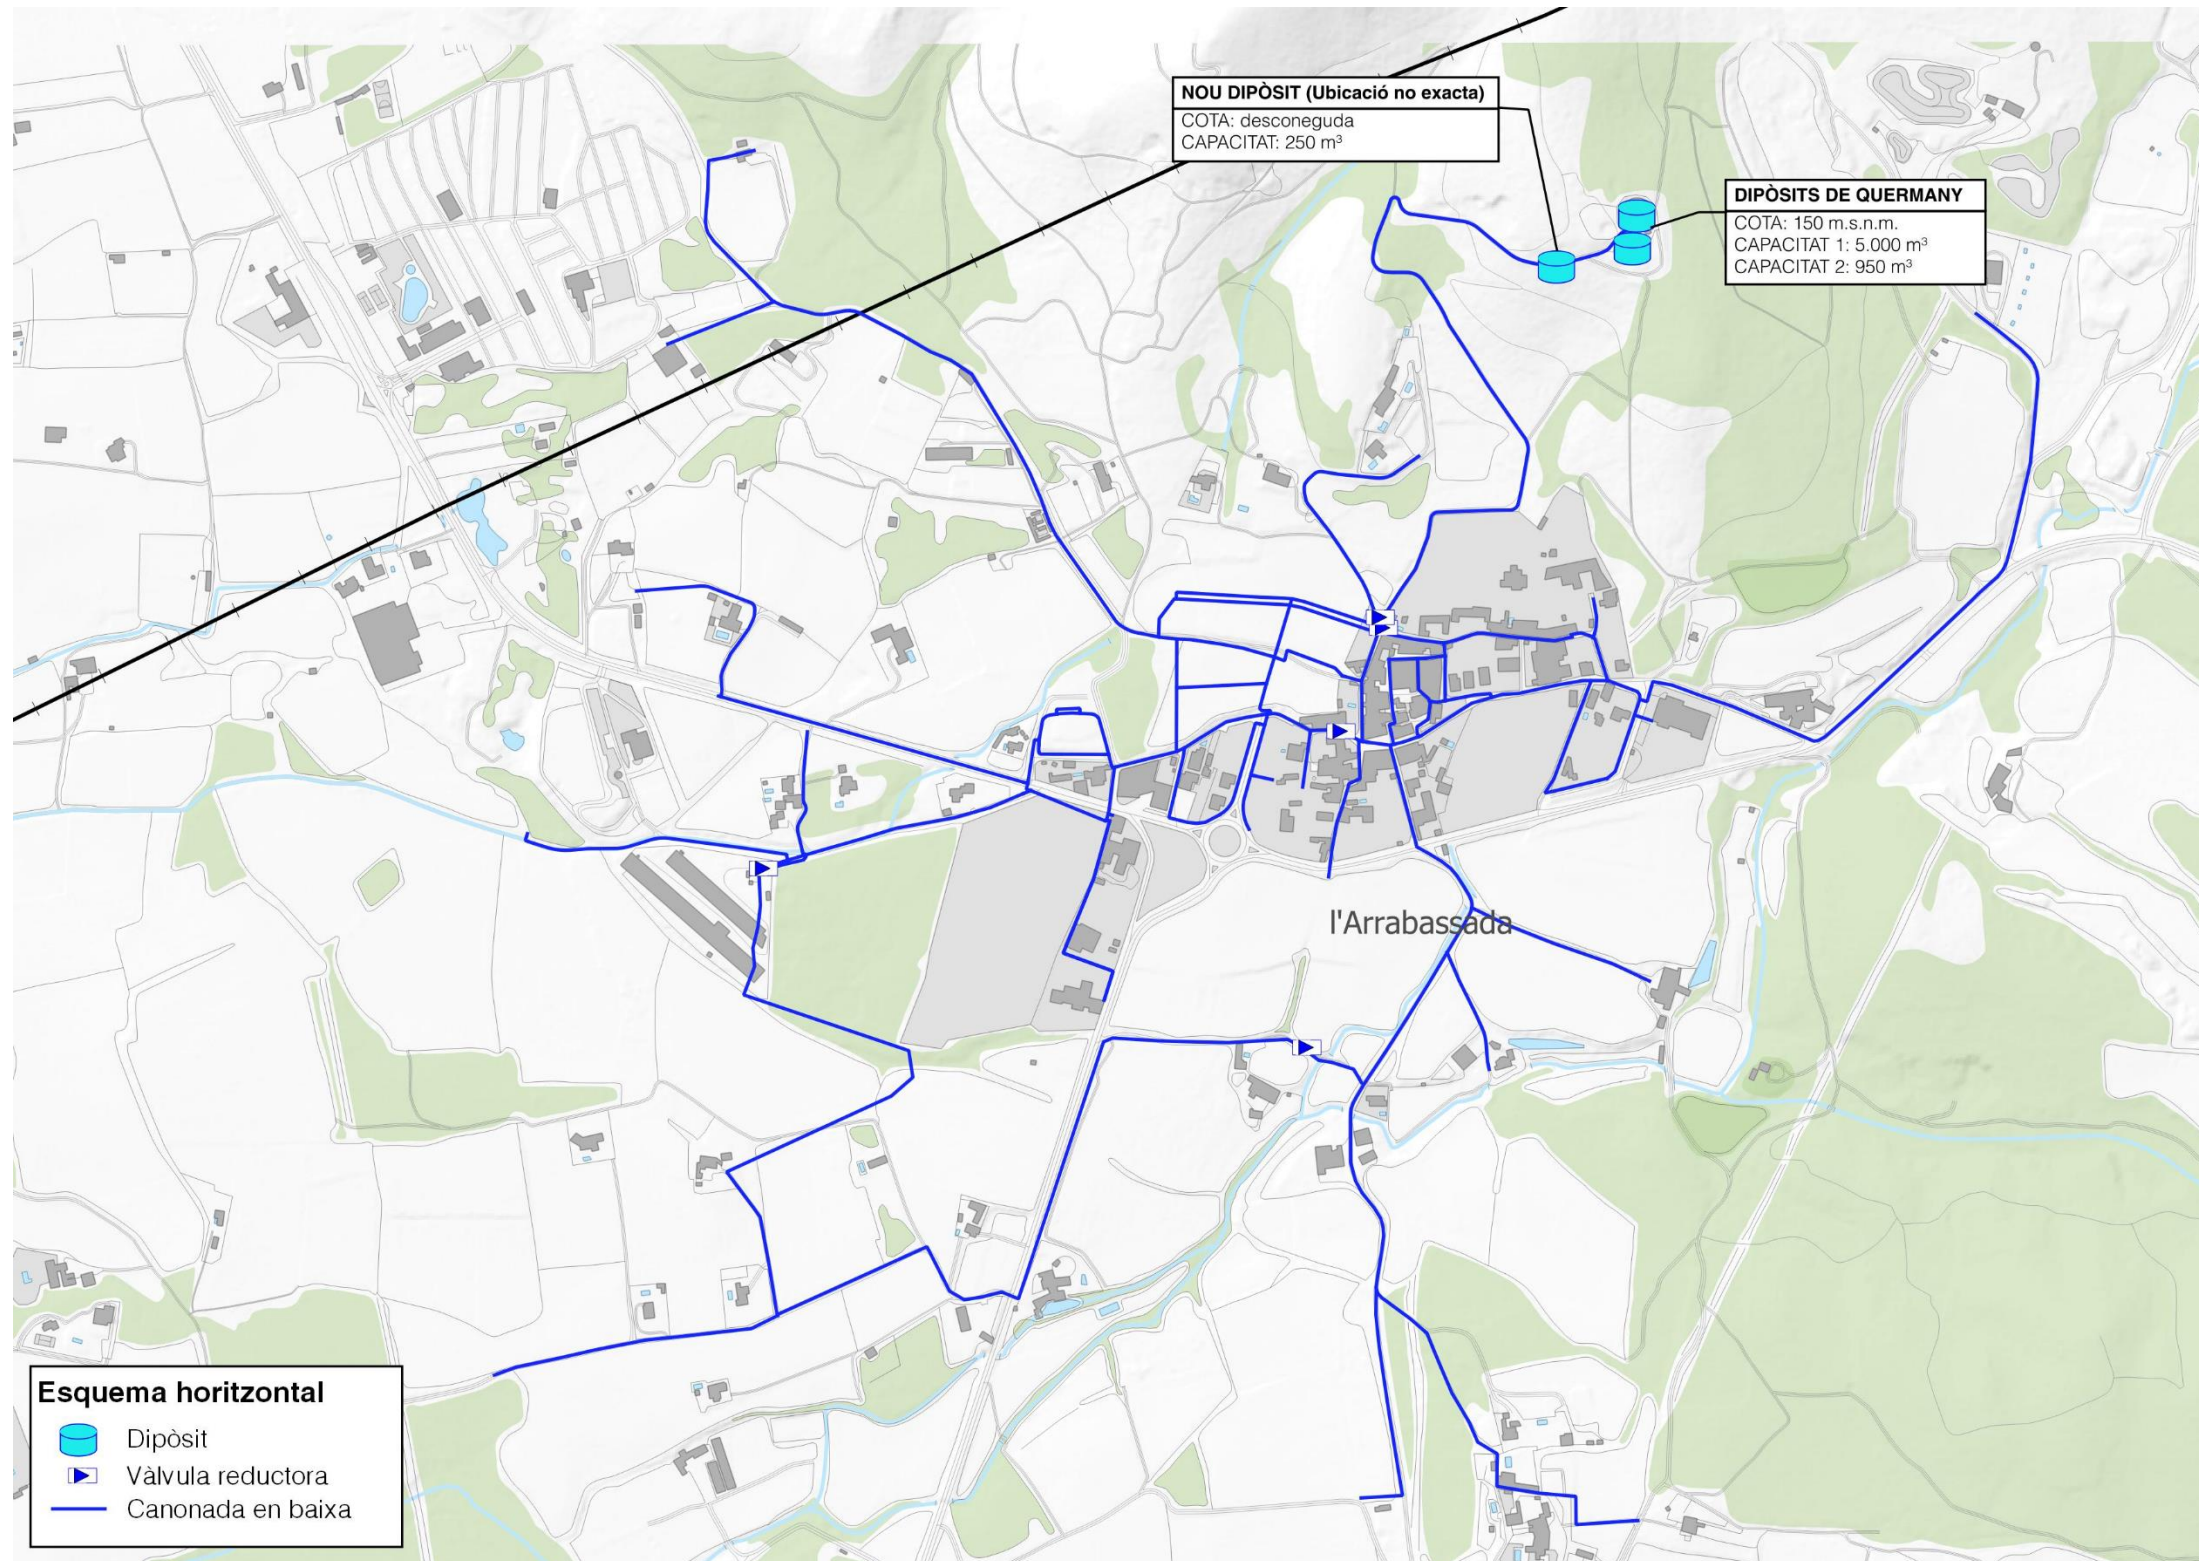 NOU DIPÒSIT (Ubicació no exacta)
COTA: desconeguda
CAPACITAT: 250 m³
DIPÒSITS DE QUERMANY
COTA: 150 m.s.n.m.
CAPACITAT 1: 5.000 m³
CAPACITAT 2: 950 m³
l'Arrabassada
Esquema horitzontal
Dipòsit
Vàlvula reductora
Canonada en baixa